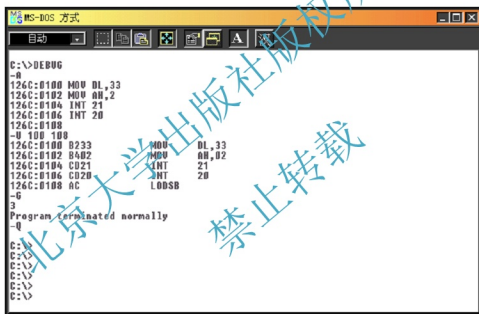 MS-DOS 方式
自动
A
C:\>DEBUG
-A
126C:0100 MOV DL,33
126C:0102 MOV AH,2
126C:0104 INT 21
126C:0106 INT 20
126C:0108
-U 100 108
126C:0100 B233 MOV DL,33
126C:0102 B402 MOV AH,02
126C:0104 CD21 INT 21
126C:0106 CD20 INT 20
126C:0108 AC LODSB
-G
3
Program terminated normally
-Q
C:\>
C:\>
C:\>
C:\>
C:\>
C:\>
北京大学出版社版权所
禁止转载